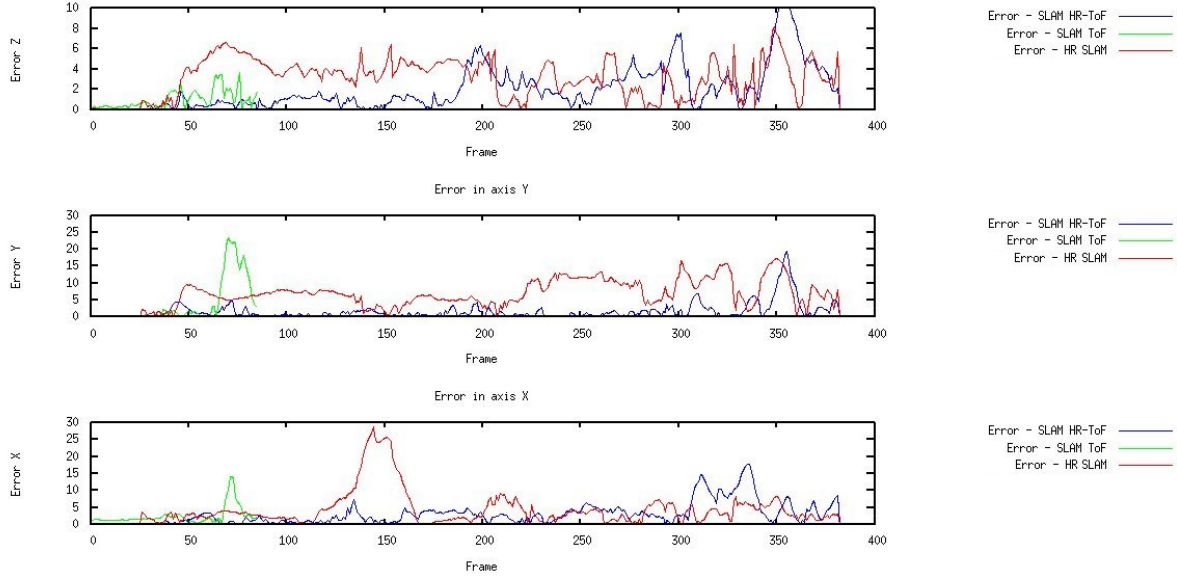 10
8
6
4
2
0
Error Z
0 50 100 150 200 250 300 350 400
Frame
Error - SLAM HR-ToF
Error - SLAM ToF
Error - HR SLAM
Error in axis Y
30
25
20
15
10
5
0
Error Y
0 50 100 150 200 250 300 350 400
Frame
Error - SLAM HR-ToF
Error - SLAM ToF
Error - HR SLAM
Error in axis X
30
25
20
15
10
5
0
Error X
0 50 100 150 200 250 300 350 400
Frame
Error - SLAM HR-ToF
Error - SLAM ToF
Error - HR SLAM